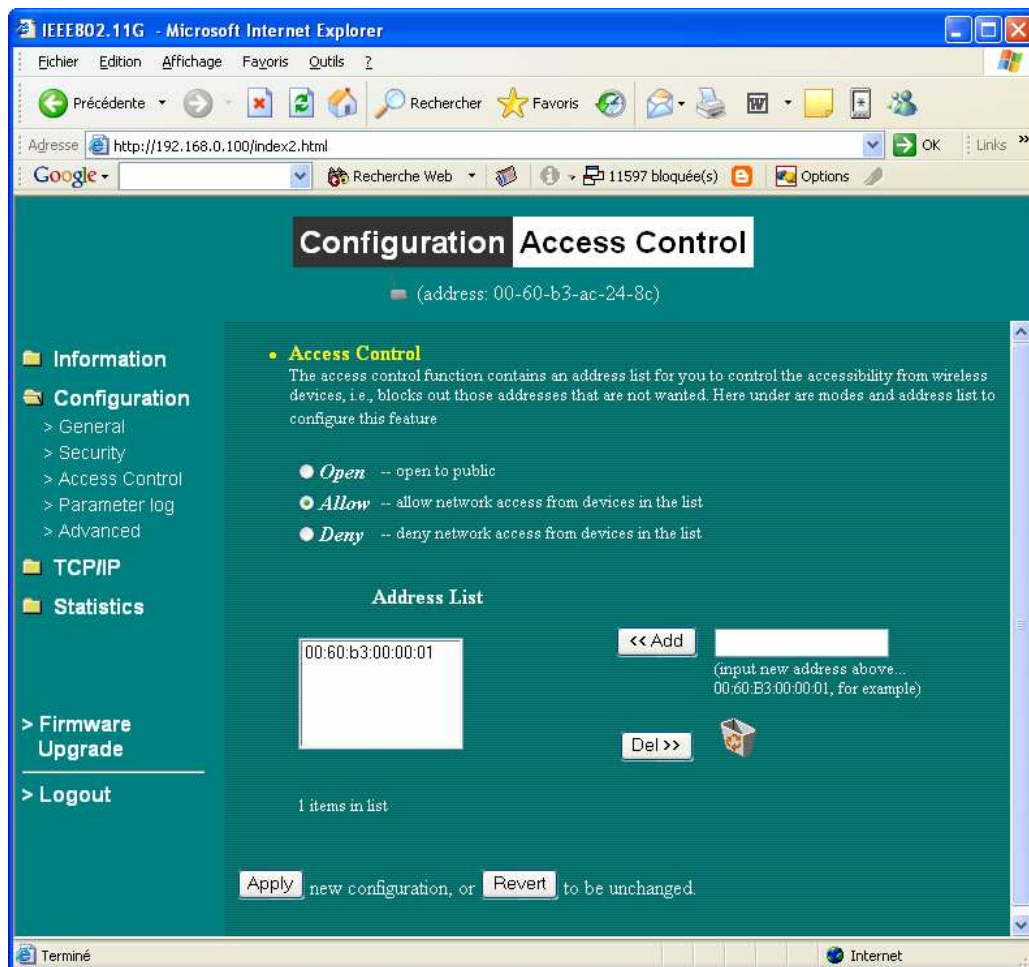 IEEE802.11G - Microsoft Internet Explorer
Fichier Edition Affichage Favoris Outils ?
Précédente Rechercher Favoris
Adresse http://192.168.0.100/index2.html OK Links »
Google Recherche Web 11597 bloquée(s) Options
Configuration Access Control
(address: 00-60-b3-ac-24-8c)
Information
Configuration
> General
> Security
> Access Control
> Parameter log
> Advanced
TCP/IP
Statistics
> Firmware
Upgrade
> Logout
• Access Control
The access control function contains an address list for you to control the accessibility from wireless
devices, i.e., blocks out those addresses that are not wanted. Here under are modes and address list to
configure this feature
Open -- open to public
Allow -- allow network access from devices in the list
Deny -- deny network access from devices in the list
Address List
00:60:b3:00:00:01
<< Add
(input new address above...
00:60:B3:00:00:01, for example)
Del >>
1 items in list
Apply new configuration, or Revert to be unchanged.
Terminé Internet